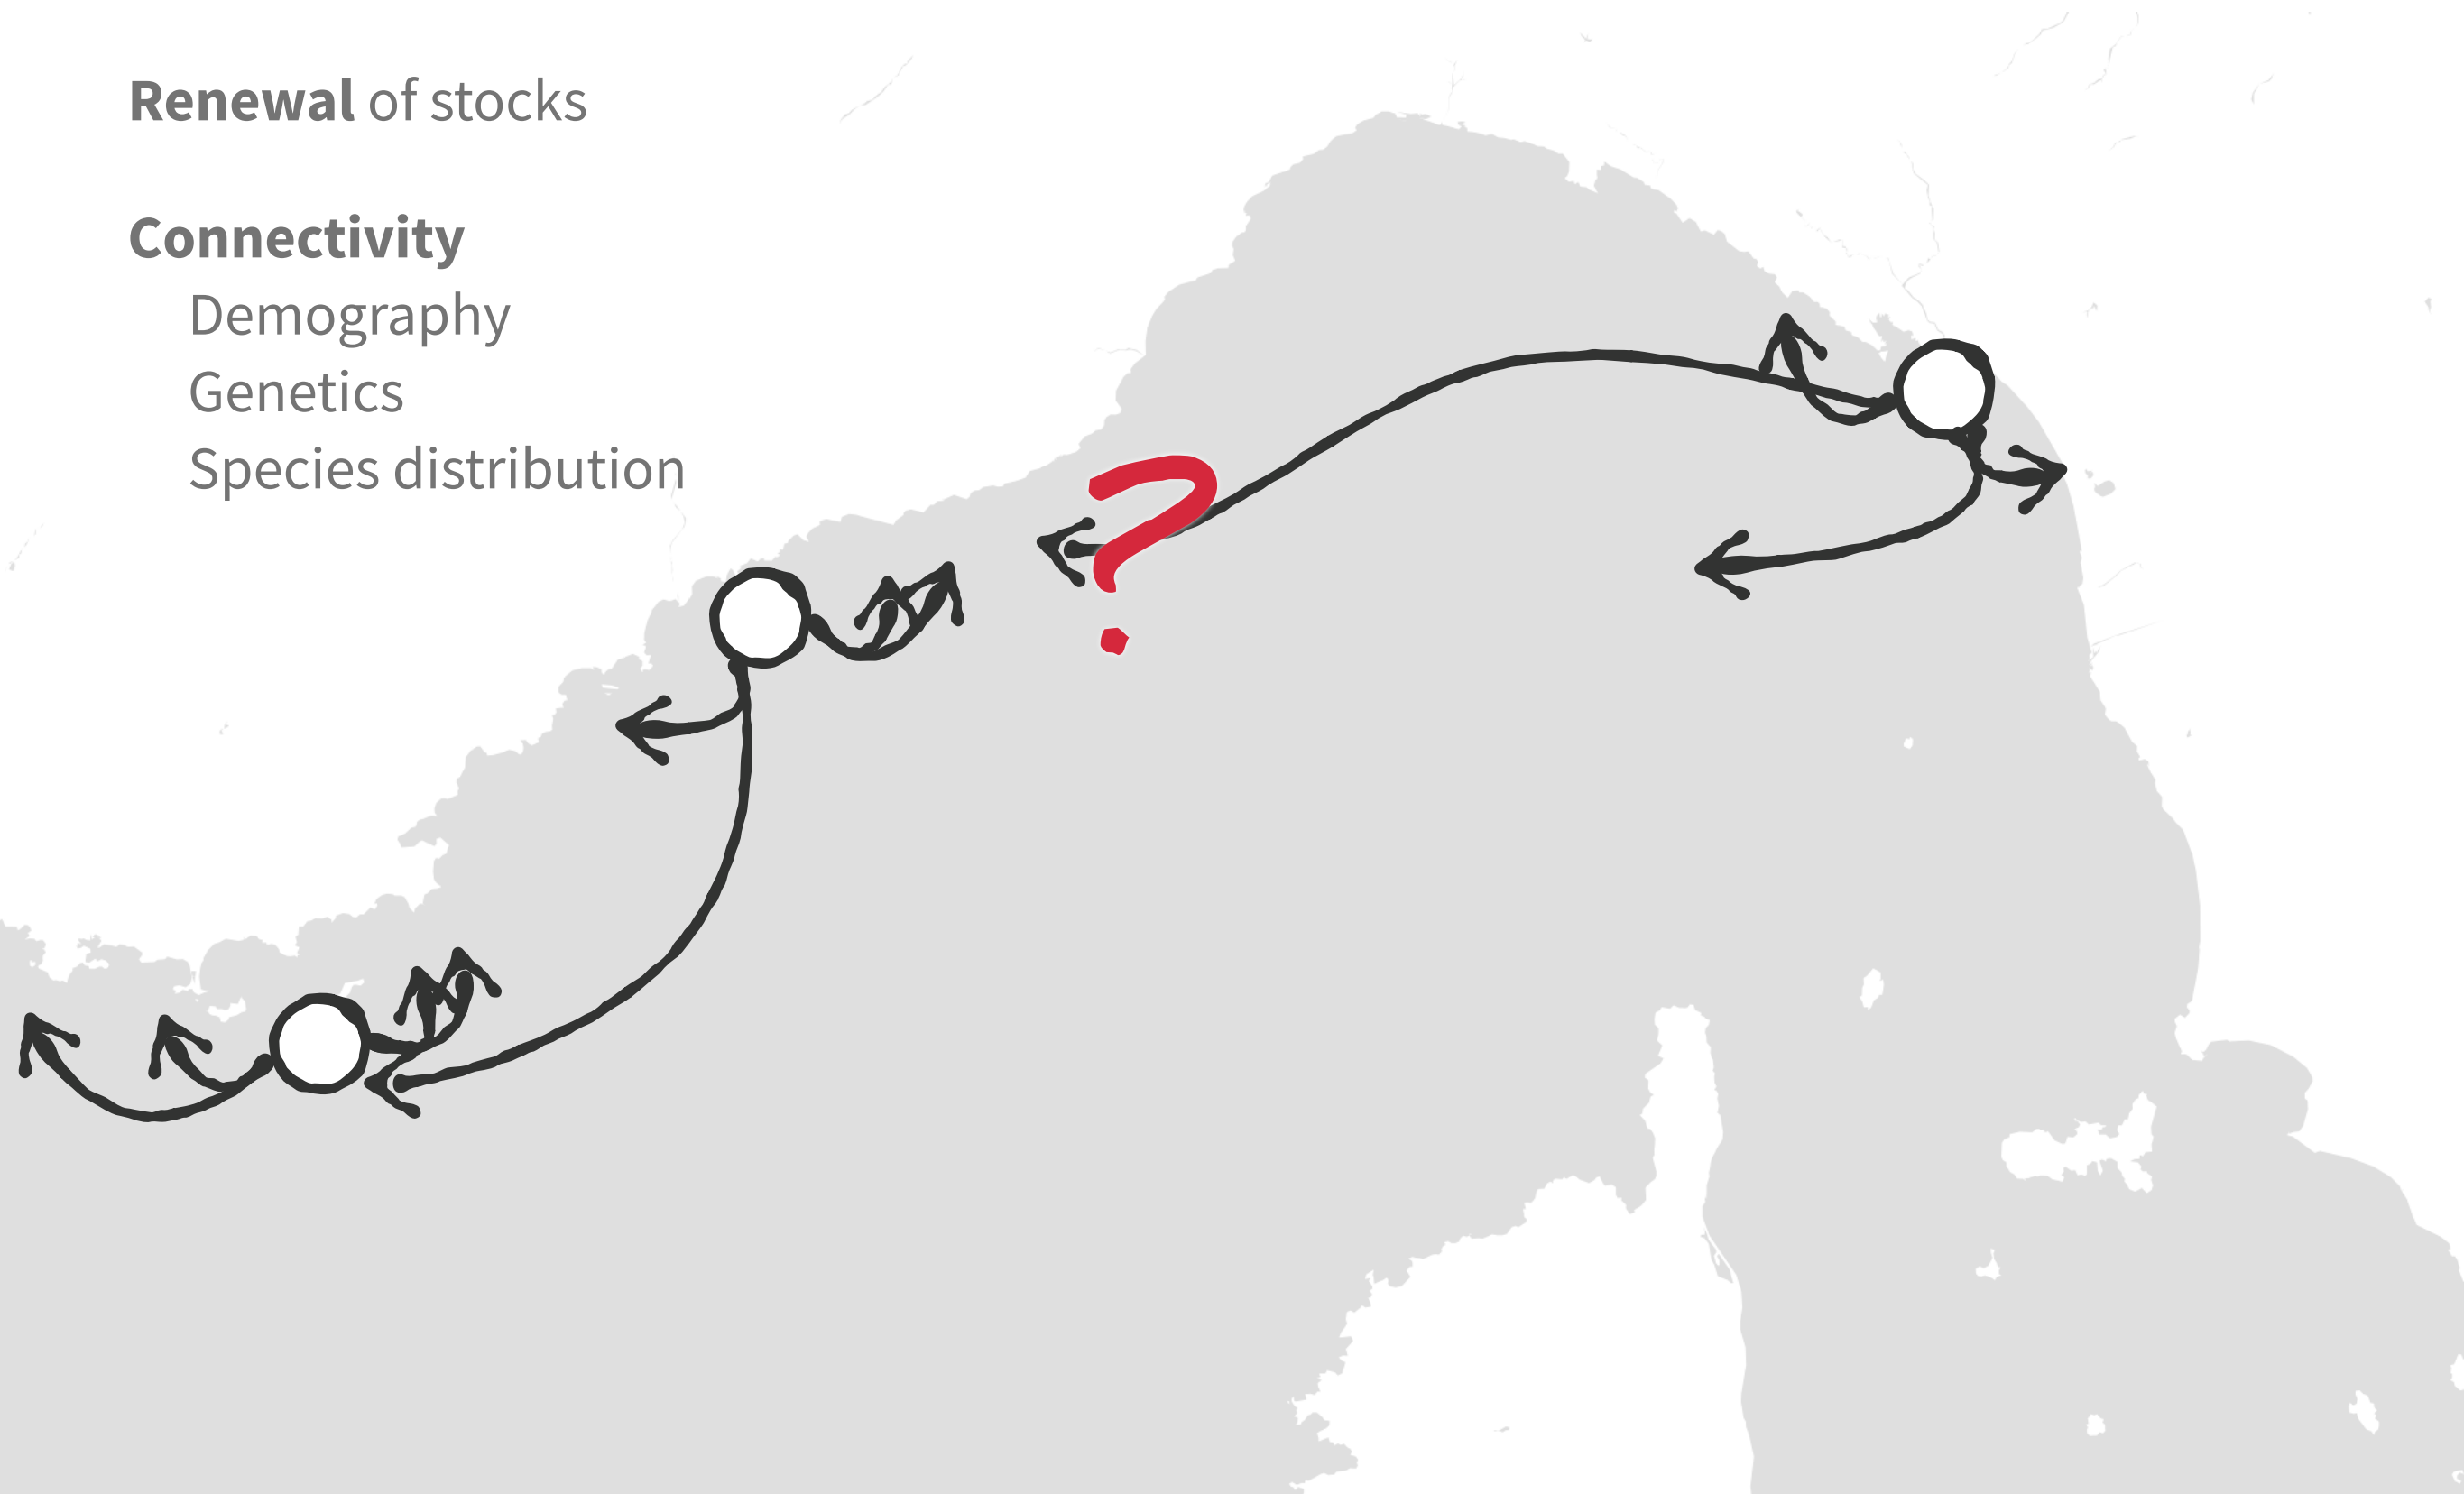 Renewal of stocks
Connectivity
Demography
Genetics
Species distribution
?